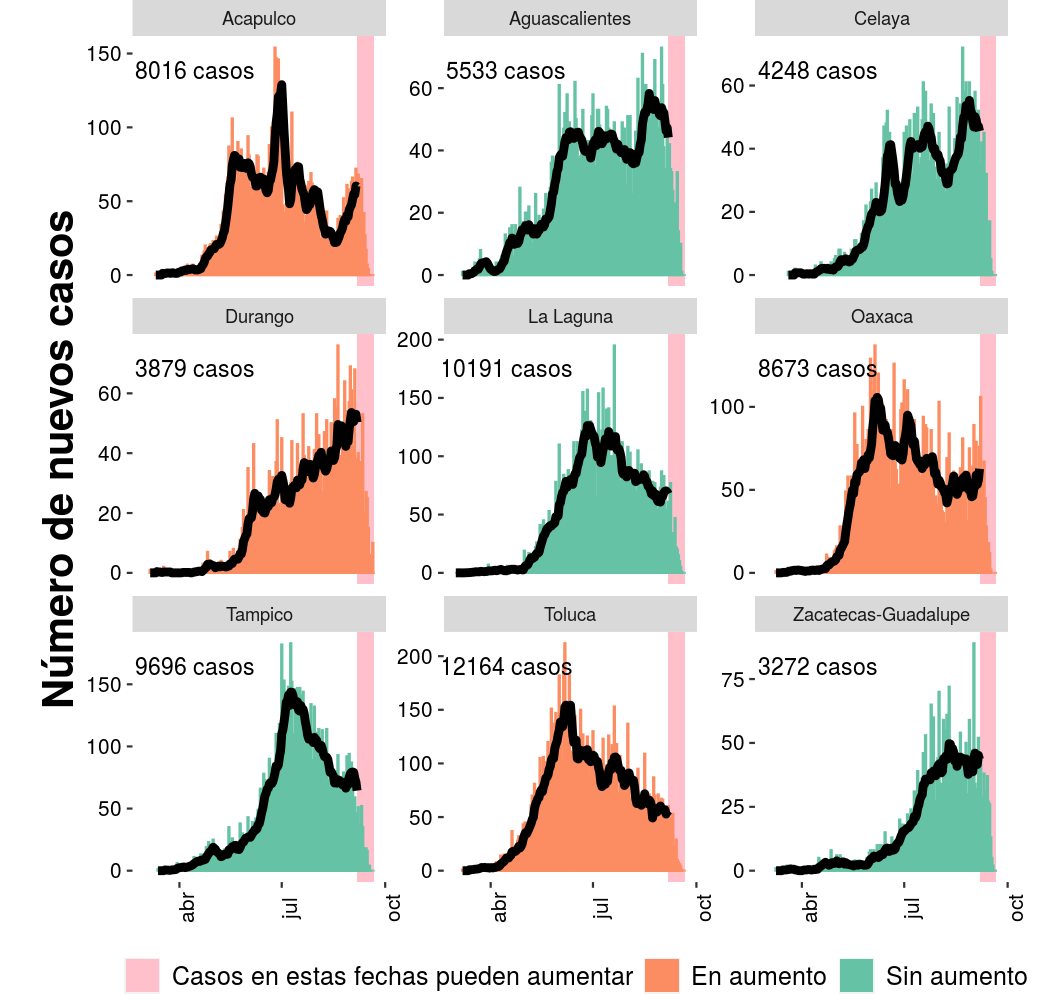 Número de nuevos casos
Acapulco
Aguascalientes
Celaya
8016 casos
5533 casos
4248 casos
150
100
50
0
60
40
20
0
60
40
20
0
Durango
La Laguna
Oaxaca
3879 casos
10191 casos
8673 casos
60
40
20
0
200
150
100
50
0
100
50
0
Tampico
Toluca
Zacatecas-Guadalupe
9696 casos
12164 casos
3272 casos
150
100
50
0
200
150
100
50
0
75
50
25
0
abr
jul
oct
abr
jul
oct
abr
jul
oct
Casos en estas fechas pueden aumentar
En aumento
Sin aumento